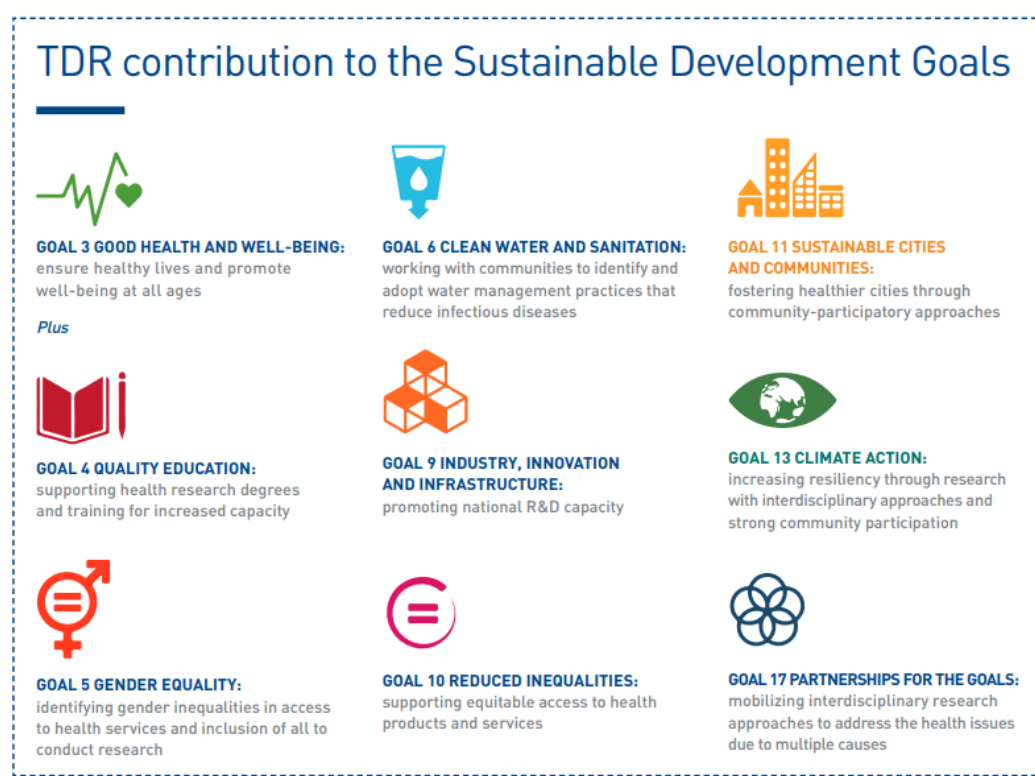 TDR contribution to the Sustainable Development Goals
GOAL 3 GOOD HEALTH AND WELL-BEING:
ensure healthy lives and promote
well-being at all ages
Plus
GOAL 4 QUALITY EDUCATION:
supporting health research degrees
and training for increased capacity
GOAL 5 GENDER EQUALITY:
identifying gender inequalities in access
to health services and inclusion of all to
conduct research
GOAL 6 CLEAN WATER AND SANITATION:
working with communities to identify and
adopt water management practices that
reduce infectious diseases
GOAL 9 INDUSTRY, INNOVATION
AND INFRASTRUCTURE:
promoting national R&D capacity
GOAL 10 REDUCED INEQUALITIES:
supporting equitable access to health
products and services
GOAL 11 SUSTAINABLE CITIES
AND COMMUNITIES:
fostering healthier cities through
community-participatory approaches
GOAL 13 CLIMATE ACTION:
increasing resiliency through research
with interdisciplinary approaches and
strong community participation
GOAL 17 PARTNERSHIPS FOR THE GOALS:
mobilizing interdisciplinary research
approaches to address the health issues
due to multiple causes